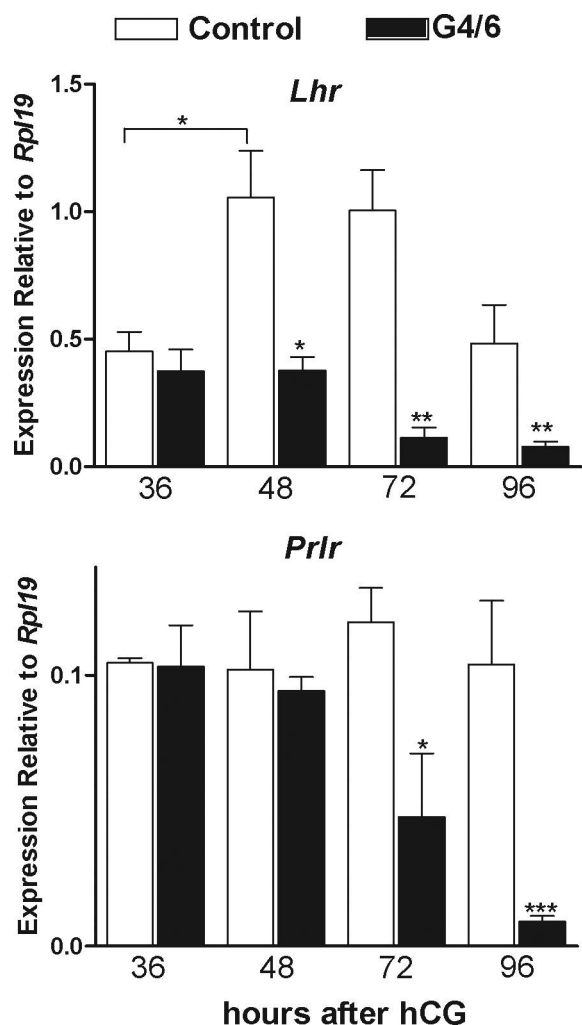 Control G4/6
Lhr
Expression Relative to Rpl19
1.5
1.0
0.5
0.0
*
*
**
**
36 48 72 96
Prlr
Expression Relative to Rpl19
0.1
0.0
*
***
36 48 72 96
hours after hCG